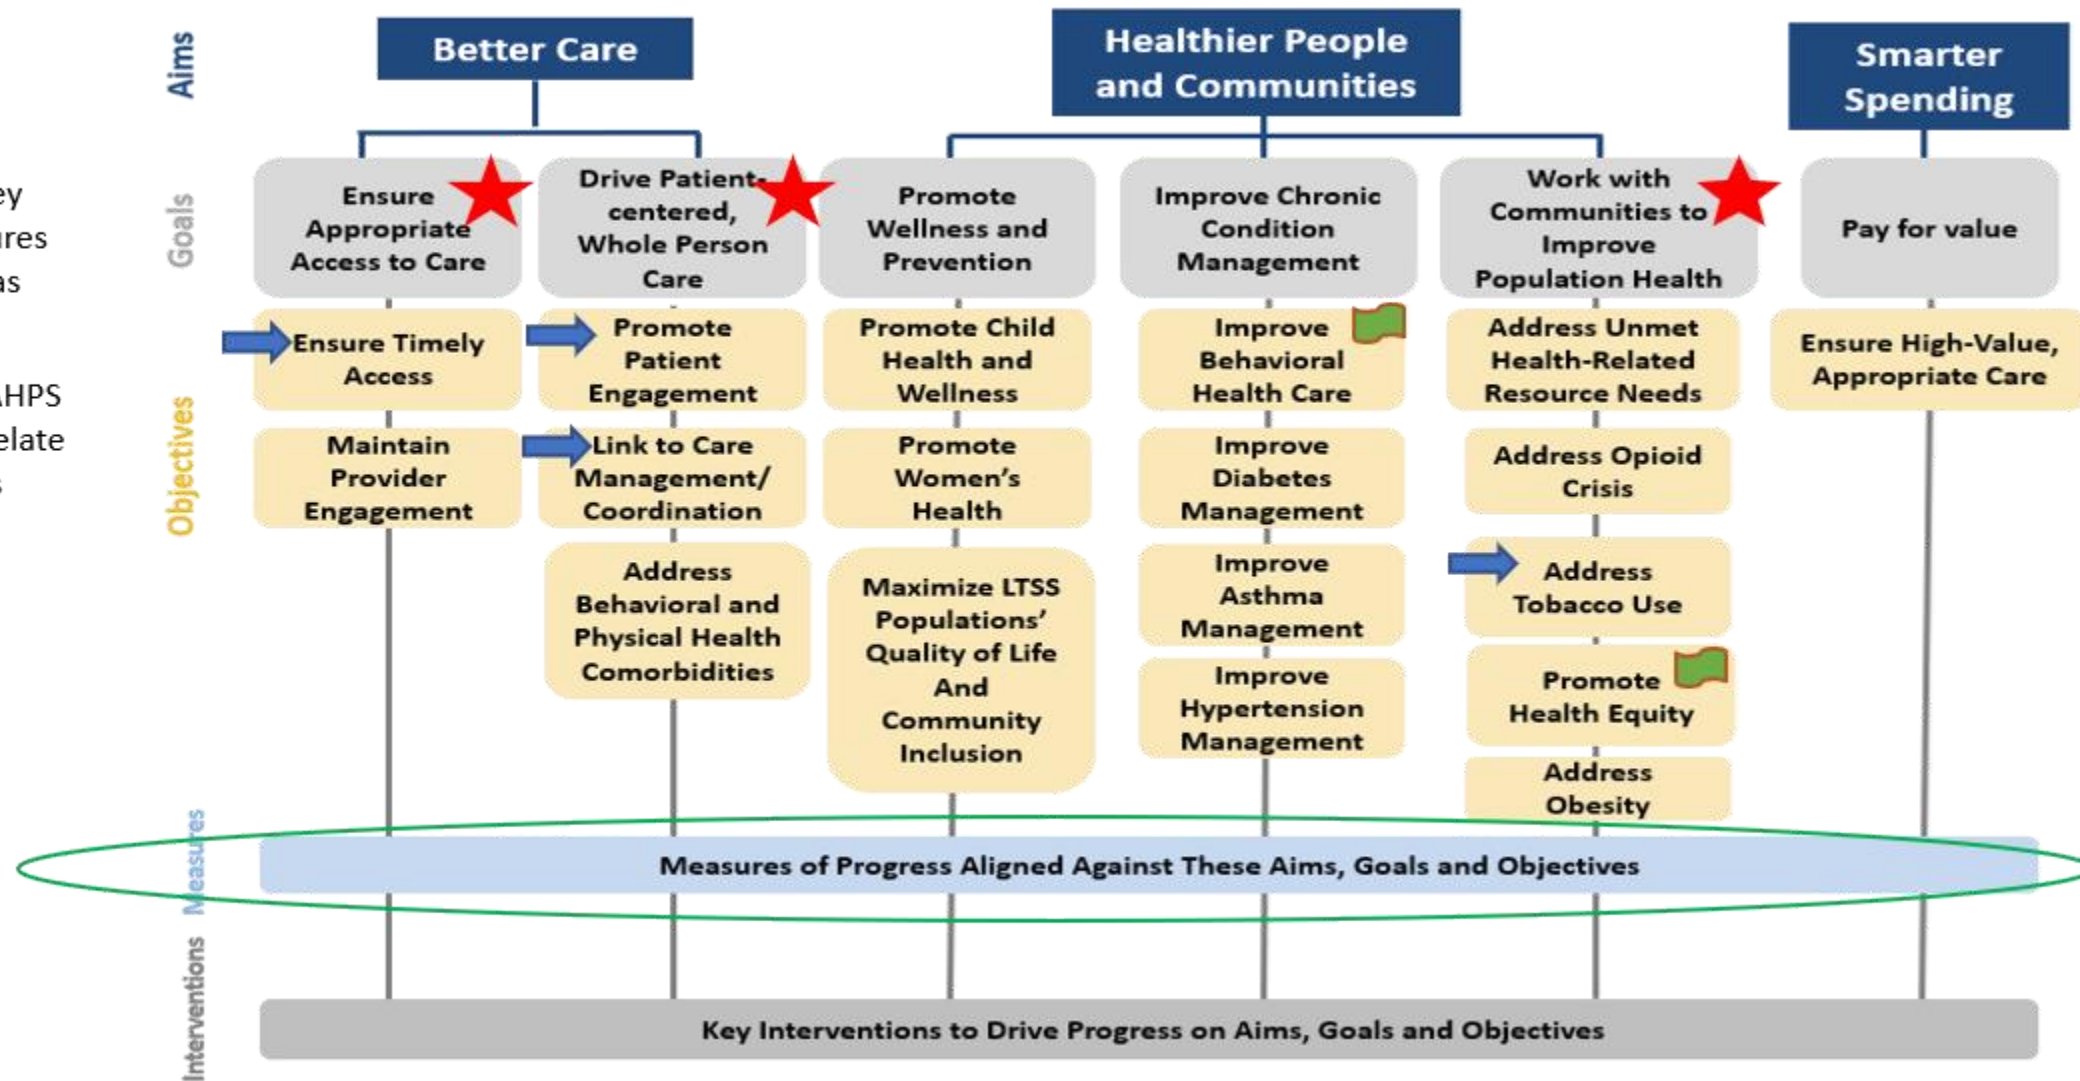 Aims
Better Care
Healthier People
and Communities
Smarter
Spending
Goals
Ensure
Appropriate
Access to Care
Drive Patient-
centered,
Whole Person
Care
Promote
Wellness and
Prevention
Improve Chronic
Condition
Management
Work with
Communities to
Improve
Population Health
Pay for value
Objectives
Ensure Timely
Access
Maintain
Provider
Engagement
Promote
Patient
Engagement
Link to Care
Management/
Coordination
Address
Behavioral and
Physical Health
Comorbidities
Promote Child
Health and
Wellness
Promote
Women's
Health
Maximize LTSS
Populations'
Quality of Life
And
Community
Inclusion
Improve
Behavioral
Health Care
Improve
Diabetes
Management
Improve
Asthma
Management
Improve
Hypertension
Management
Address Unmet
Health-Related
Resource Needs
Address Opioid
Crisis
Address
Tobacco Use
Promote
Health Equity
Address
Obesity
Ensure High-Value,
Appropriate Care
Measures
Measures of Progress Aligned Against These Aims, Goals and Objectives
Interventions
Key Interventions to Drive Progress on Aims, Goals and Objectives